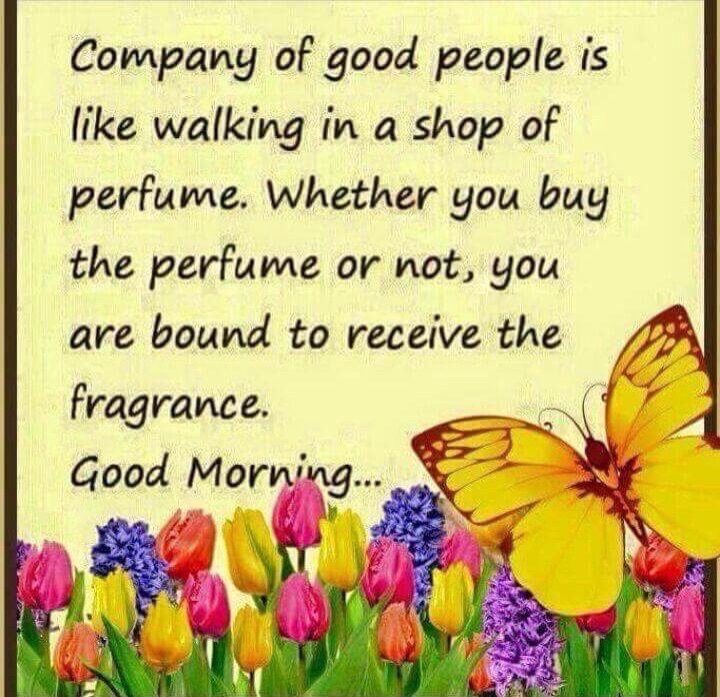 Company of good people is
like walking in a shop of
perfume. Whether you buy
the perfume or not, you
are bound to receive the
fragrance.
Good Morning...